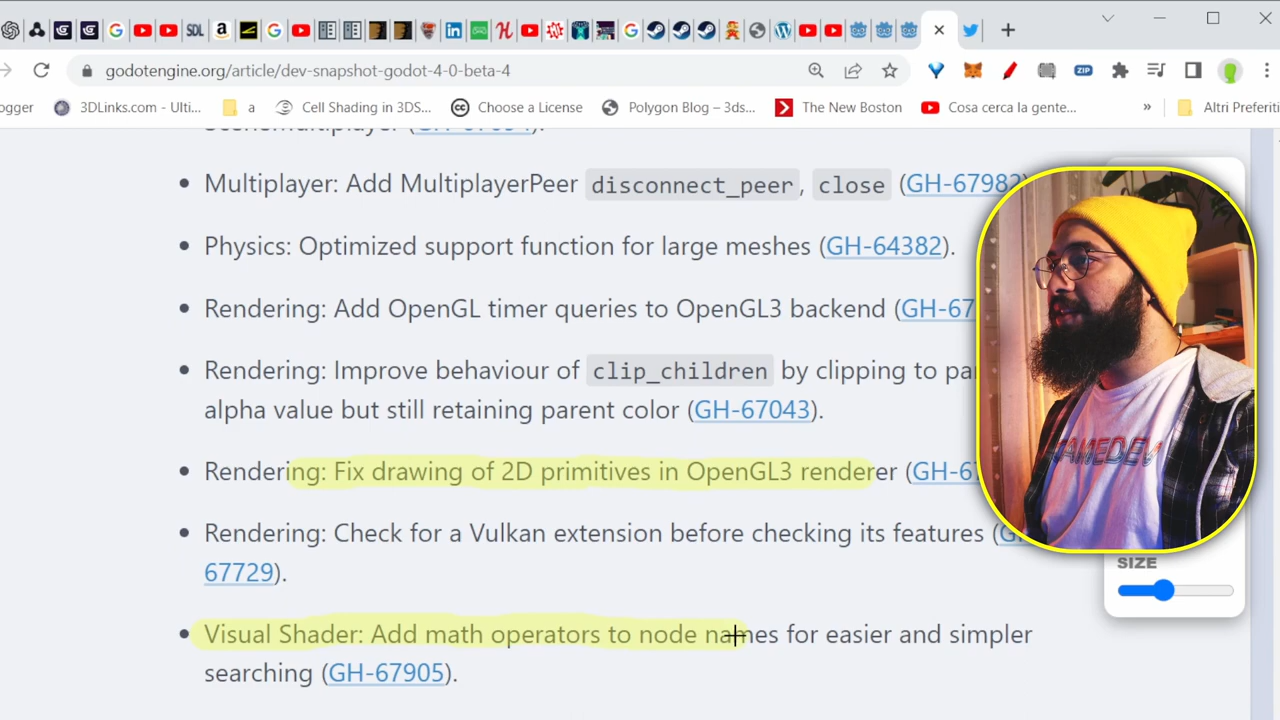 SDL
godotengine.org/article/dev-snapshot-godot-4-0-beta-4
ZIP
ogger 3DLinks.com - Ulti... a Cell Shading in 3DS... Choose a License Polygon Blog – 3ds... The New Boston Cosa cerca la gente... » Altri Preferiti
Multiplayer: Add MultiplayerPeer disconnect_peer, close (GH-67982
Physics: Optimized support function for large meshes (GH-64382).
Rendering: Add OpenGL timer queries to OpenGL3 backend (GH-67
Rendering: Improve behaviour of clip_children by clipping to pa
alpha value but still retaining parent color (GH-67043).
Rendering: Fix drawing of 2D primitives in OpenGL3 renderer (GH-67
Rendering: Check for a Vulkan extension before checking its features (G
67729).
Visual Shader: Add math operators to node names for easier and simpler
searching (GH-67905).
GAMEDEV
SIZE